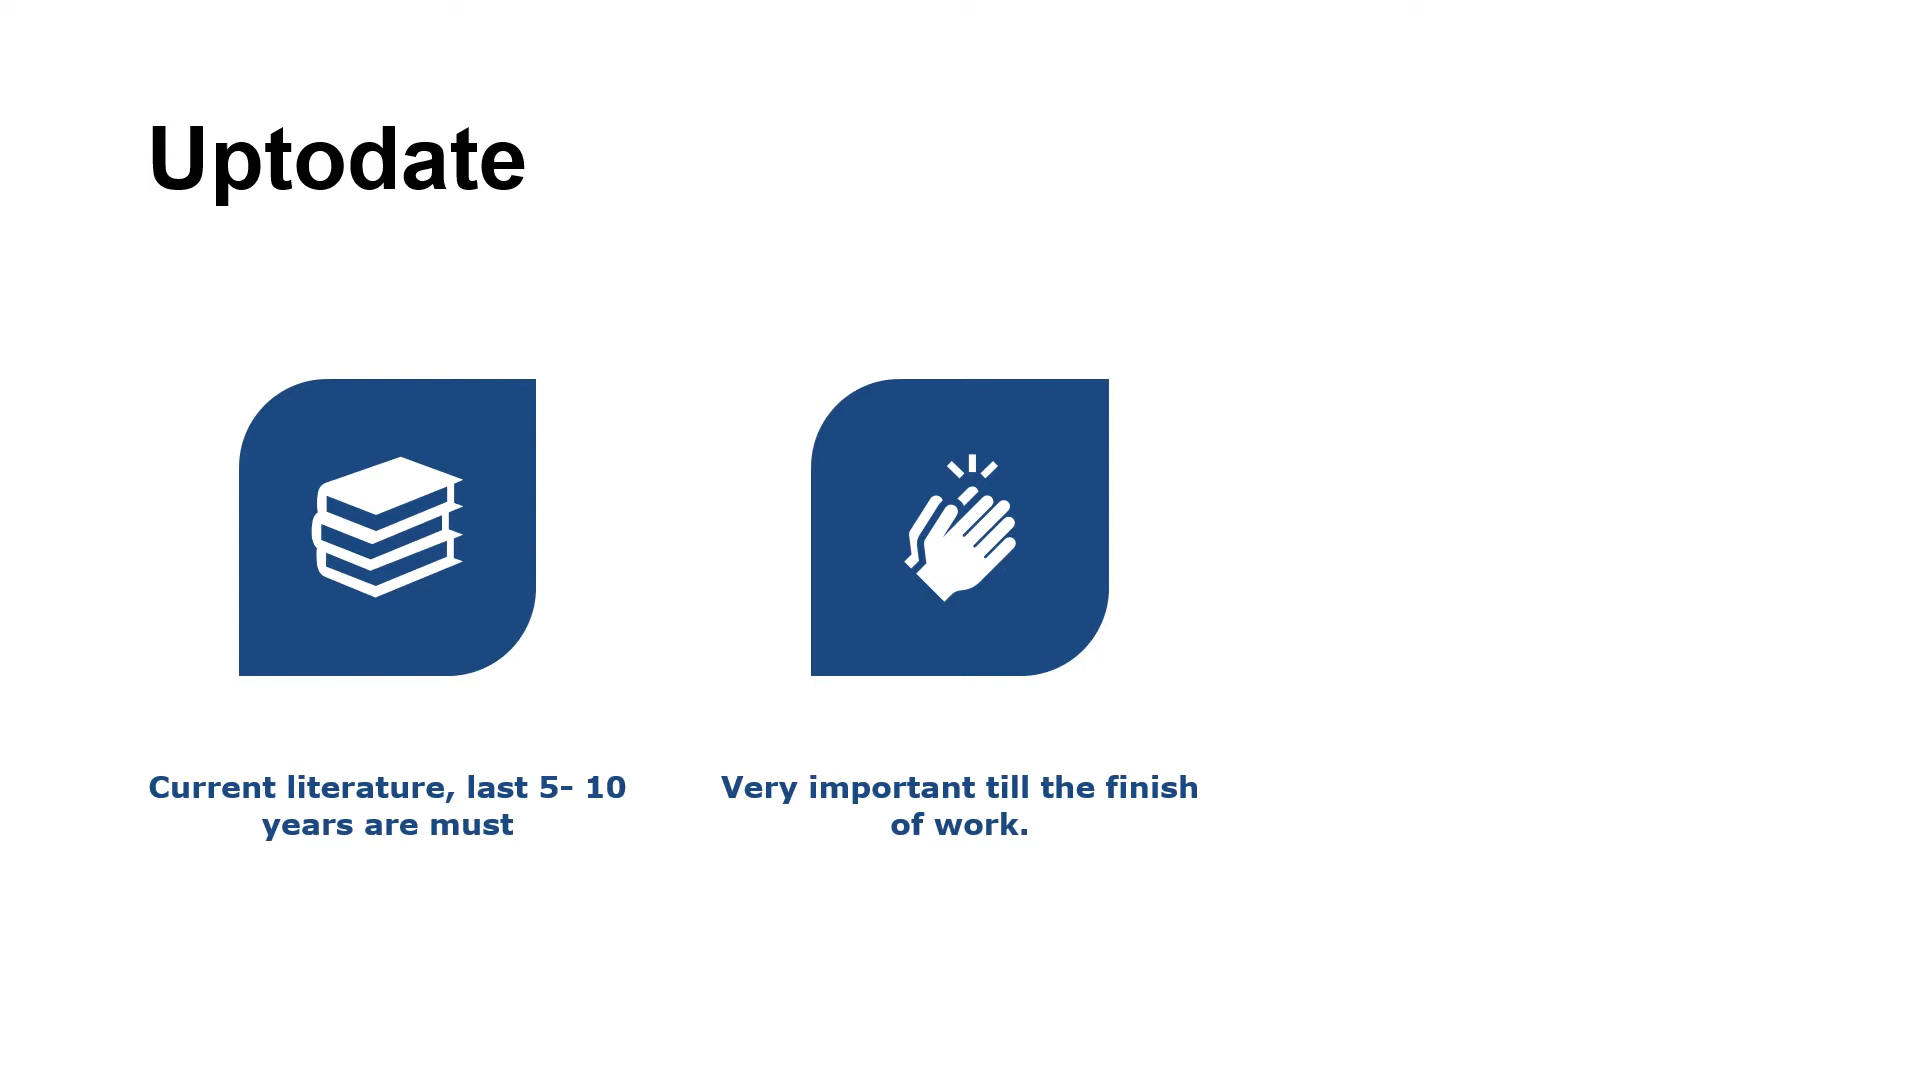 Uptodate
Current literature, last 5- 10
years are must
Very important till the finish
of work.